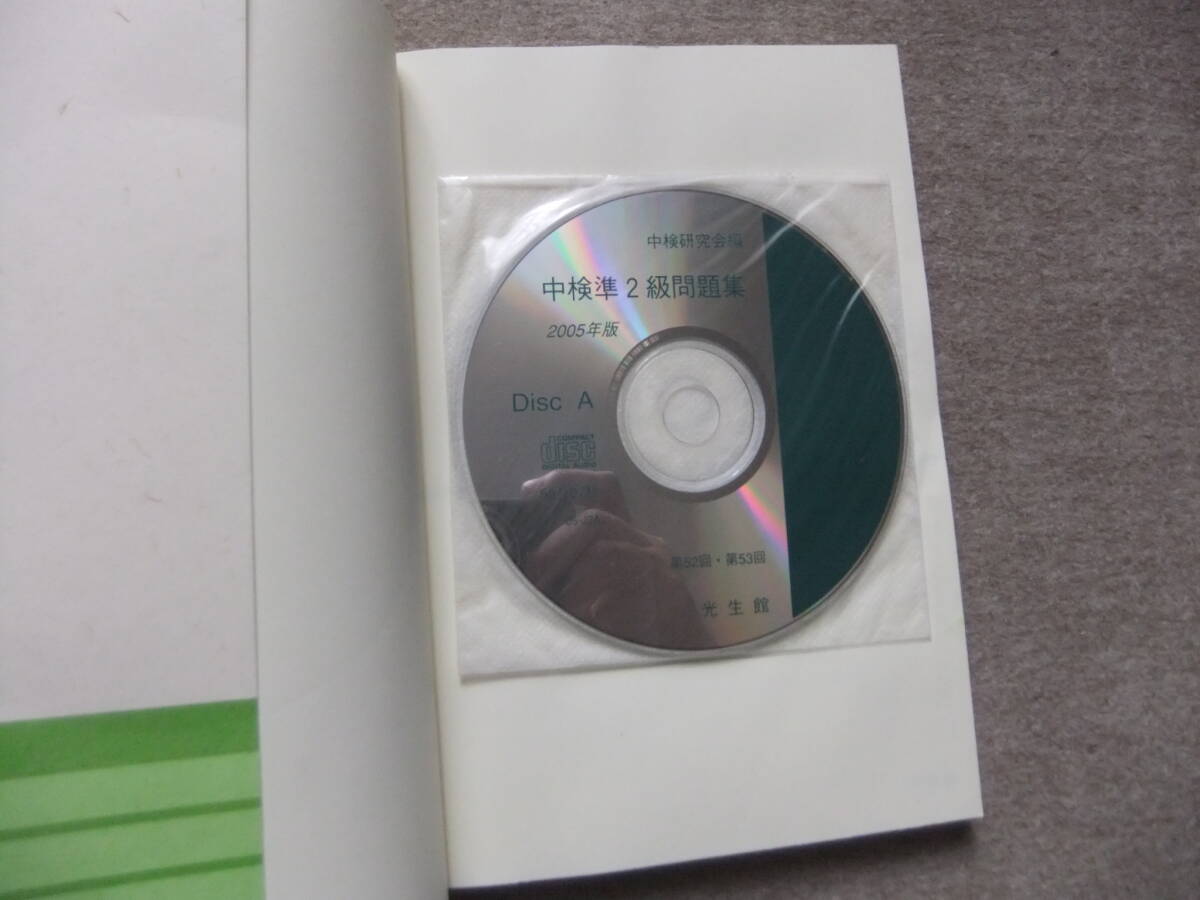 中検研究会編
中検準2級問題集
2005年版
Disc A
COMPACT
disc
DIGITAL AUDIO
第52回・第53回
光生館